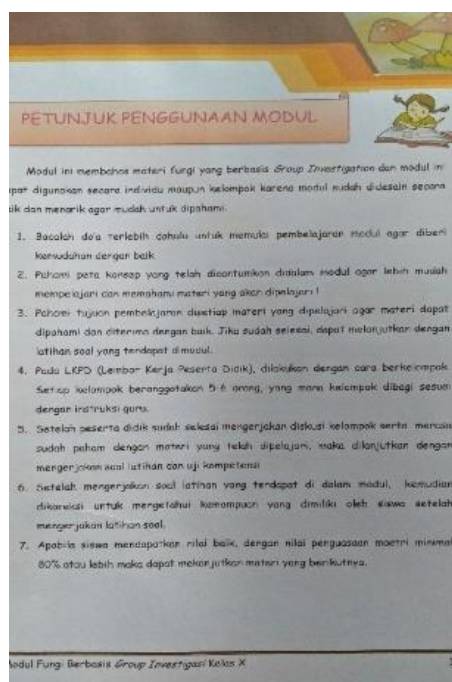 PETUNJUK PENGGUNAAN MODUL
Modul ini membahas materi fungi yang berbasis Group Investigation dan modul ini
apat digunakan secara individu maupun kelompok karena modul mudah didesain secara
aik dan menarik agar mudah untuk dipahami.
1. Bacalah do'a terlebih dahulu untuk memulai pembelajaran modul agar diberi
kemudahan dengan baik
2. Pahami peta konsep yang telah dicantumkan didalam modul agar lebih mudah
mempelajari dan memahami materi yang akan dipelajari !
3. Pahami tujuan pembelajaran disetiap materi yang dipelajari agar materi dapat
dipahami dan diterima dengan baik. Jika sudah selesai, dapat melanjutkan dengan
latihan soal yang terdapat dimodul.
4. Pada LKPD (Lembar Kerja Peserta Didik), dilakukan dengan cara berkelompok
Setiap kelompok beranggotakan 5-6 orang, yang mana kelompok dibagi sesuai
dengan instruksi guru.
5. Setelah peserta didik sudah selesai mengerjakan diskusi kelompok serta merasa
sudah paham dengan materi yang telah dipelajari, maka dilanjutkan dengan
mengerjakan soal latihan dan uji kompetensi
6. Setelah mengerjakan soal latihan yang terdapat di dalam modul, kemudian
dikoreksi untuk mengetahui kemampuan yang dimiliki oleh siswa setelah
mengerjakan latihan soal.
7. Apabila siswa mendapatkan nilai baik, dengan nilai penguasaan maetri minimal
80% atau lebih maka dapat melanjutkan materi yang berikutnya.
Modul Fungi Berbasis Group Investigasi Kelas X